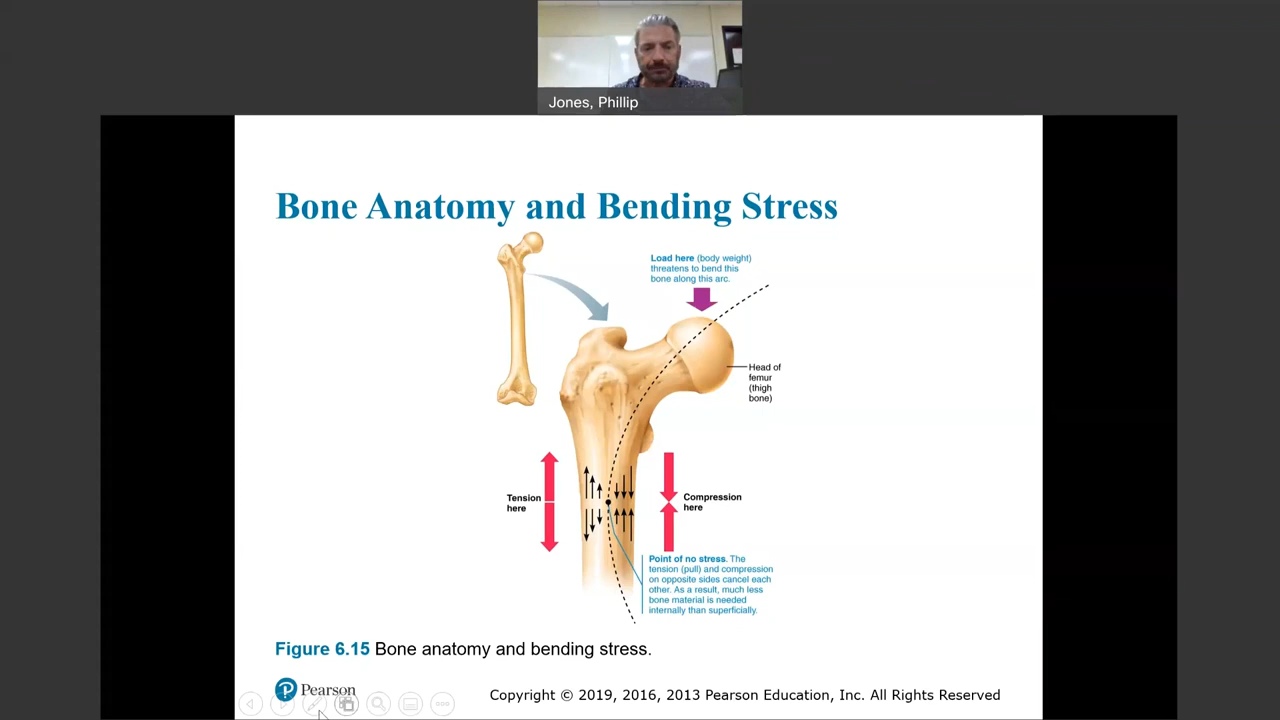 Jones, Phillip
Bone Anatomy and Bending Stress
Load here (body weight)
threatens to bend this
bone along this arc.
Head of
femur
(thigh
bone)
Tension
here
Compression
here
Point of no stress. The
tension (pull) and compression
on opposite sides cancel each
other. As a result, much less
bone material is needed
internally than superficially.
Figure 6.15 Bone anatomy and bending stress.
Pearson
Copyright © 2019, 2016, 2013 Pearson Education, Inc. All Rights Reserved